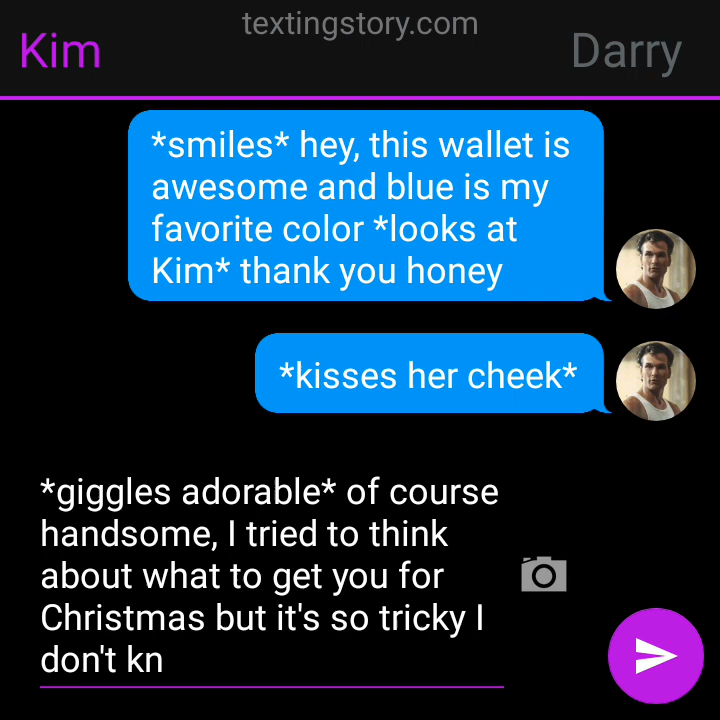 textingstory.com
Kim
Darry
*smiles* hey, this wallet is
awesome and blue is my
favorite color *looks at
Kim* thank you honey
*kisses her cheek*
*giggles adorable* of course
handsome, I tried to think
about what to get you for
Christmas but it's so tricky I
don't kn